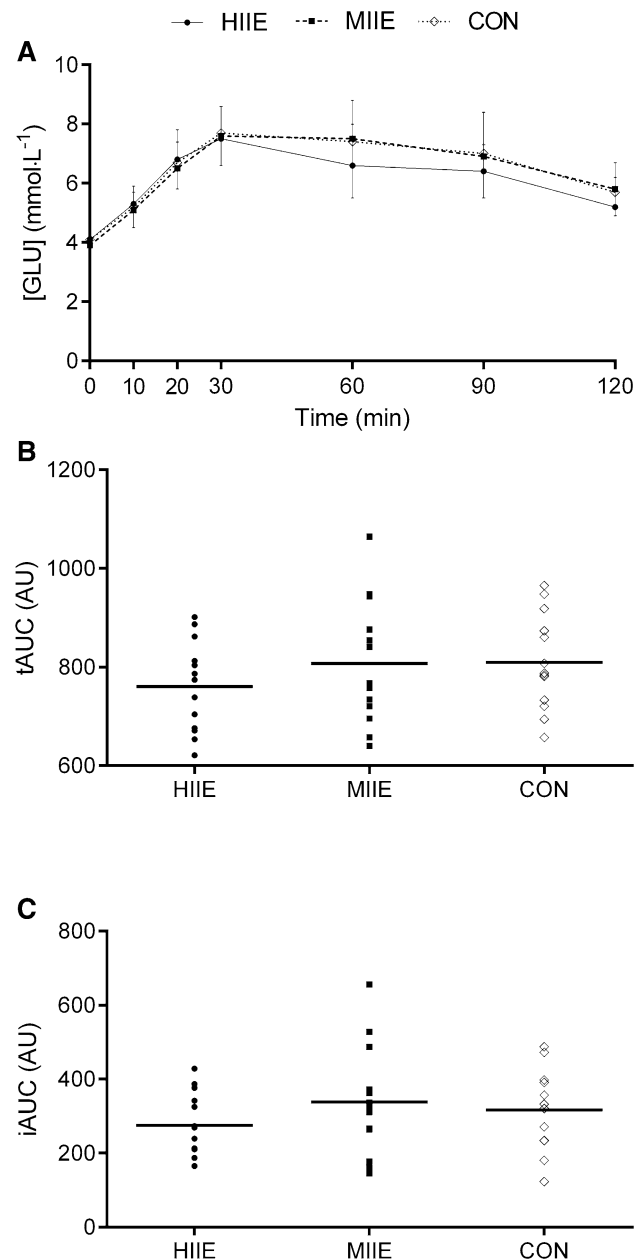 HIIE MIIE CON
A
10
8
6
4
2
0
[GLU] (mmol·L⁻¹)
0 10 20 30 60 90 120
Time (min)
B
1200
1000
800
600
tAUC (AU)
HIIE MIIE CON
C
800
600
400
200
0
iAUC (AU)
HIIE MIIE CON